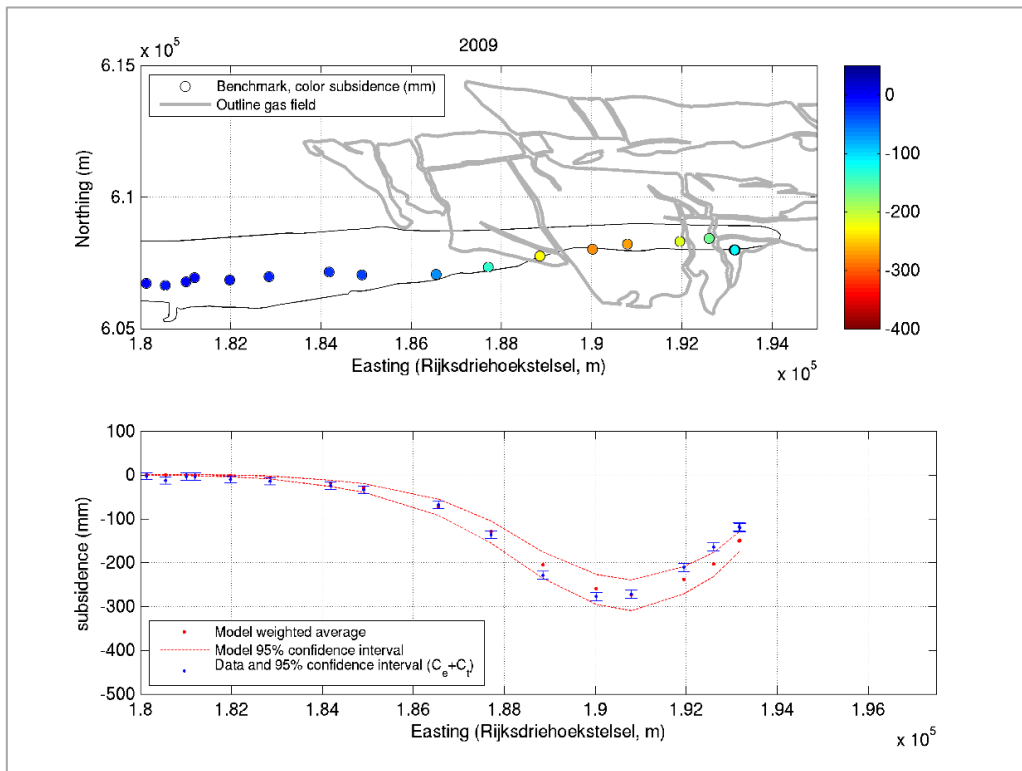 2009
x 10^5
6.15
6.1
6.05
Northing (m)
Benchmark, color subsidence (mm)
Outline gas field
1.8 1.82 1.84 1.86 1.88 1.9 1.92 1.94
Easting (Rijksdriehoekstelsel, m)
x 10^5
0
-100
-200
-300
-400
100
0
-100
-200
-300
-400
-500
subsidence (mm)
Model weighted average
Model 95% confidence interval
Data and 95% confidence interval (C_e+C_t)
1.8 1.82 1.84 1.86 1.88 1.9 1.92 1.94 1.96
Easting (Rijksdriehoekstelsel, m)
x 10^5